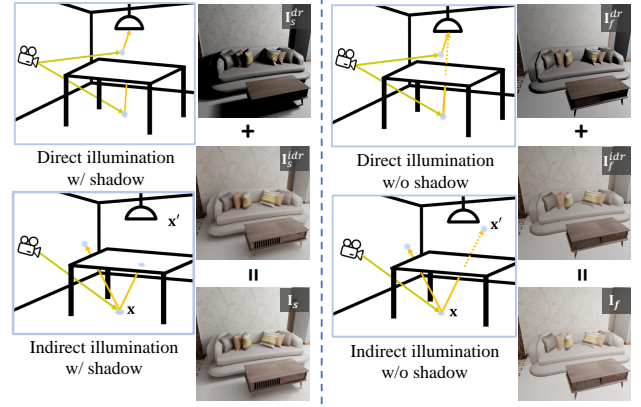 I_s^{dr}
+
Direct illumination
w/ shadow
I_s^{idr}
x′
x
=
I_s
Indirect illumination
w/ shadow
I_f^{dr}
+
Direct illumination
w/o shadow
I_f^{idr}
x′
x
=
I_f
Indirect illumination
w/o shadow